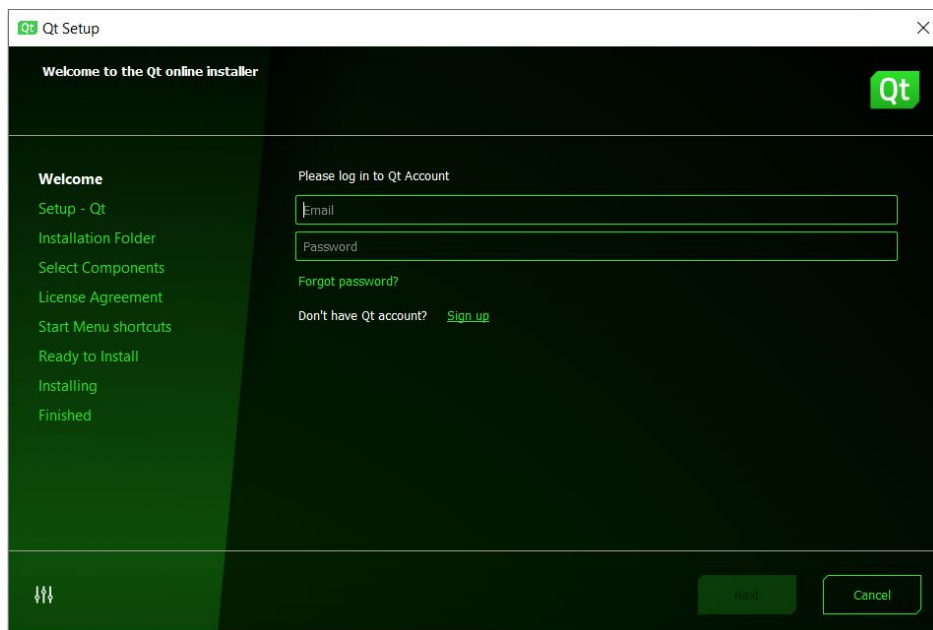 Qt Qt Setup
Welcome to the Qt online installer
Qt
Welcome
Setup - Qt
Installation Folder
Select Components
License Agreement
Start Menu shortcuts
Ready to Install
Installing
Finished
Please log in to Qt Account
Email
Password
Forgot password?
Don't have Qt account? Sign up
Next Cancel